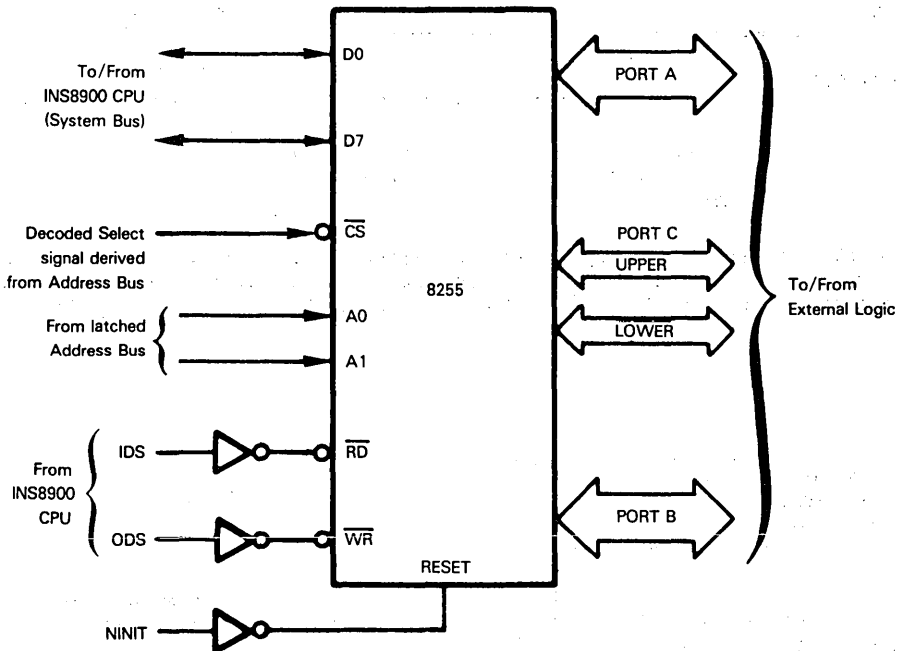 To/From
INS8900 CPU
(System Bus)
D0
D7
Decoded Select
signal derived
from Address Bus
CS
From latched
Address Bus
A0
A1
8255
From
INS8900
CPU
IDS
RD
ODS
WR
RESET
NINIT
PORT A
PORT C
UPPER
LOWER
PORT B
To/From
External Logic